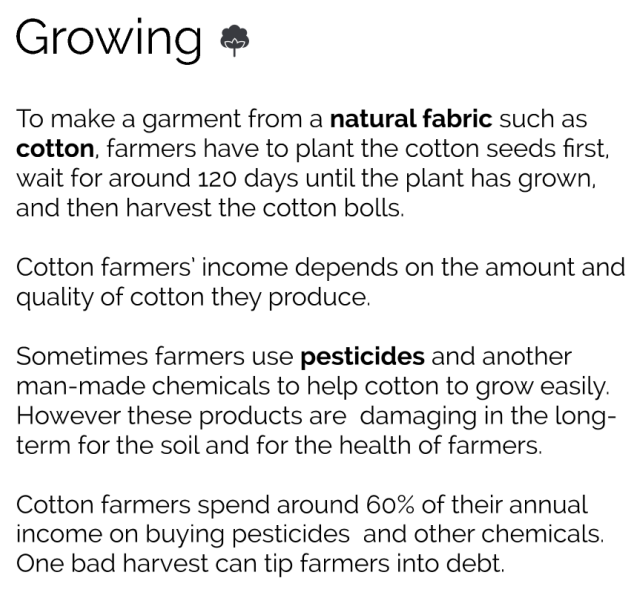 Growing
To make a garment from a natural fabric such as
cotton, farmers have to plant the cotton seeds first,
wait for around 120 days until the plant has grown,
and then harvest the cotton bolls.
Cotton farmers' income depends on the amount and
quality of cotton they produce.
Sometimes farmers use pesticides and another
man-made chemicals to help cotton to grow easily.
However these products are  damaging in the long-
term for the soil and for the health of farmers.
Cotton farmers spend around 60% of their annual
income on buying pesticides  and other chemicals.
One bad harvest can tip farmers into debt.